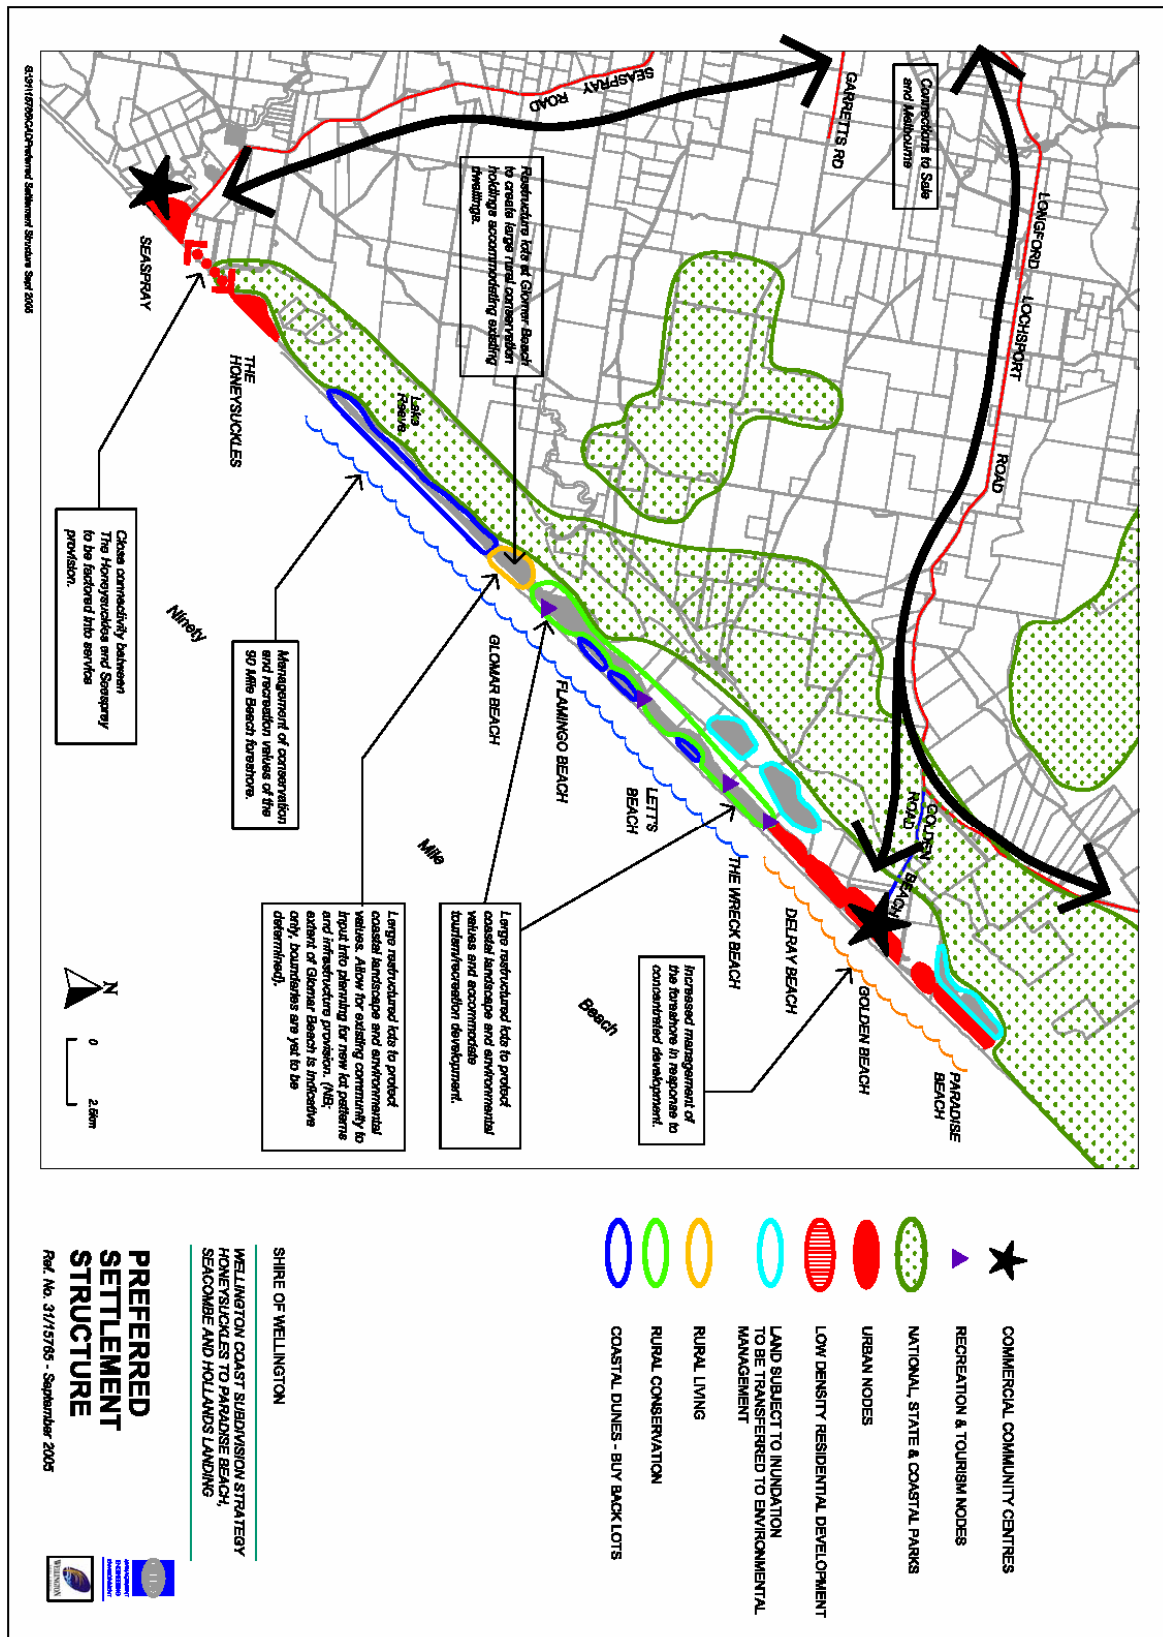 Connections to Sale
and Melbourne
LONGFORD LOCHSPORT ROAD
GARRETTS RD
SEASPRAY ROAD
Restructure lots at Glomar Beach
to create large rural conservation
holdings accommodating existing
dwellings.
GOLDEN BEACH
ROAD
Lake
Reeve
SEASPRAY
THE
HONEYSUCKLES
GLOMAR BEACH
FLAMINGO BEACH
LETT'S
BEACH
THE WRECK BEACH
DELRAY BEACH
GOLDEN BEACH
PARADISE
BEACH
Ninety
Mile
Beach
Close connectivity between
The Honeysuckles and Seaspray
to be factored into service
provision.
Management of conservation
and recreation values of the
90 Mile Beach foreshore.
Large restructured lots to protect
coastal landscape and environmental
values. Allow for existing community to
input into planning for new lot patterns
and infrastructure provision. (NB;
extent of Glomar Beach is indicative
only, boundaries are yet to be
determined).
Large restructured lots to protect
coastal landscape and environmental
values and accommodate
tourism/recreation development.
Increased management of
the foreshore in response to
concentrated development.
N
0 2.5km
COMMERCIAL COMMUNITY CENTRES
RECREATION & TOURISM NODES
NATIONAL, STATE & COASTAL PARKS
URBAN NODES
LOW DENSITY RESIDENTIAL DEVELOPMENT
LAND SUBJECT TO INUNDATION
TO BE TRANSFERRED TO ENVIRONMENTAL
MANAGEMENT
RURAL LIVING
RURAL CONSERVATION
COASTAL DUNES - BUY BACK LOTS
SHIRE OF WELLINGTON
WELLINGTON COAST SUBDIVISION STRATEGY
HONEYSUCKLES TO PARADISE BEACH,
SEACOMBE AND HOLLANDS LANDING
PREFERRED
SETTLEMENT
STRUCTURE
Ref. No. 31/15765 - September 2005
MANAGEMENT
ENGINEERING
ENVIRONMENT
WELLINGTON